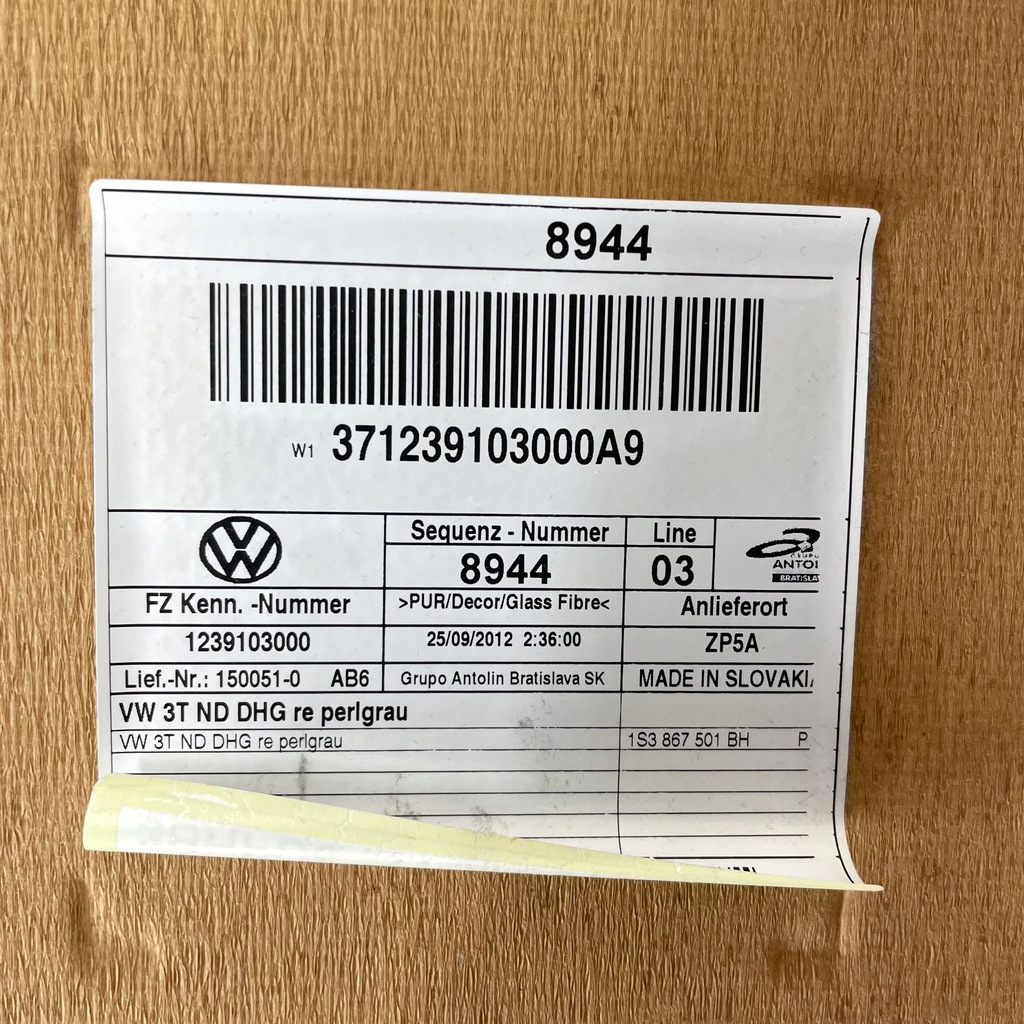 8944
W1 371239103000A9
Sequenz - Nummer Line
8944 03
ANTOL
BRATISLA
FZ Kenn. -Nummer >PUR/Decor/Glass Fibre< Anlieferort
1239103000 25/09/2012 2:36:00 ZP5A
Lief.-Nr.: 150051-0 AB6 Grupo Antolin Bratislava SK MADE IN SLOVAKI
VW 3T ND DHG re perlgrau
VW 3T ND DHG re perlgrau 1S3 867 501 BH P